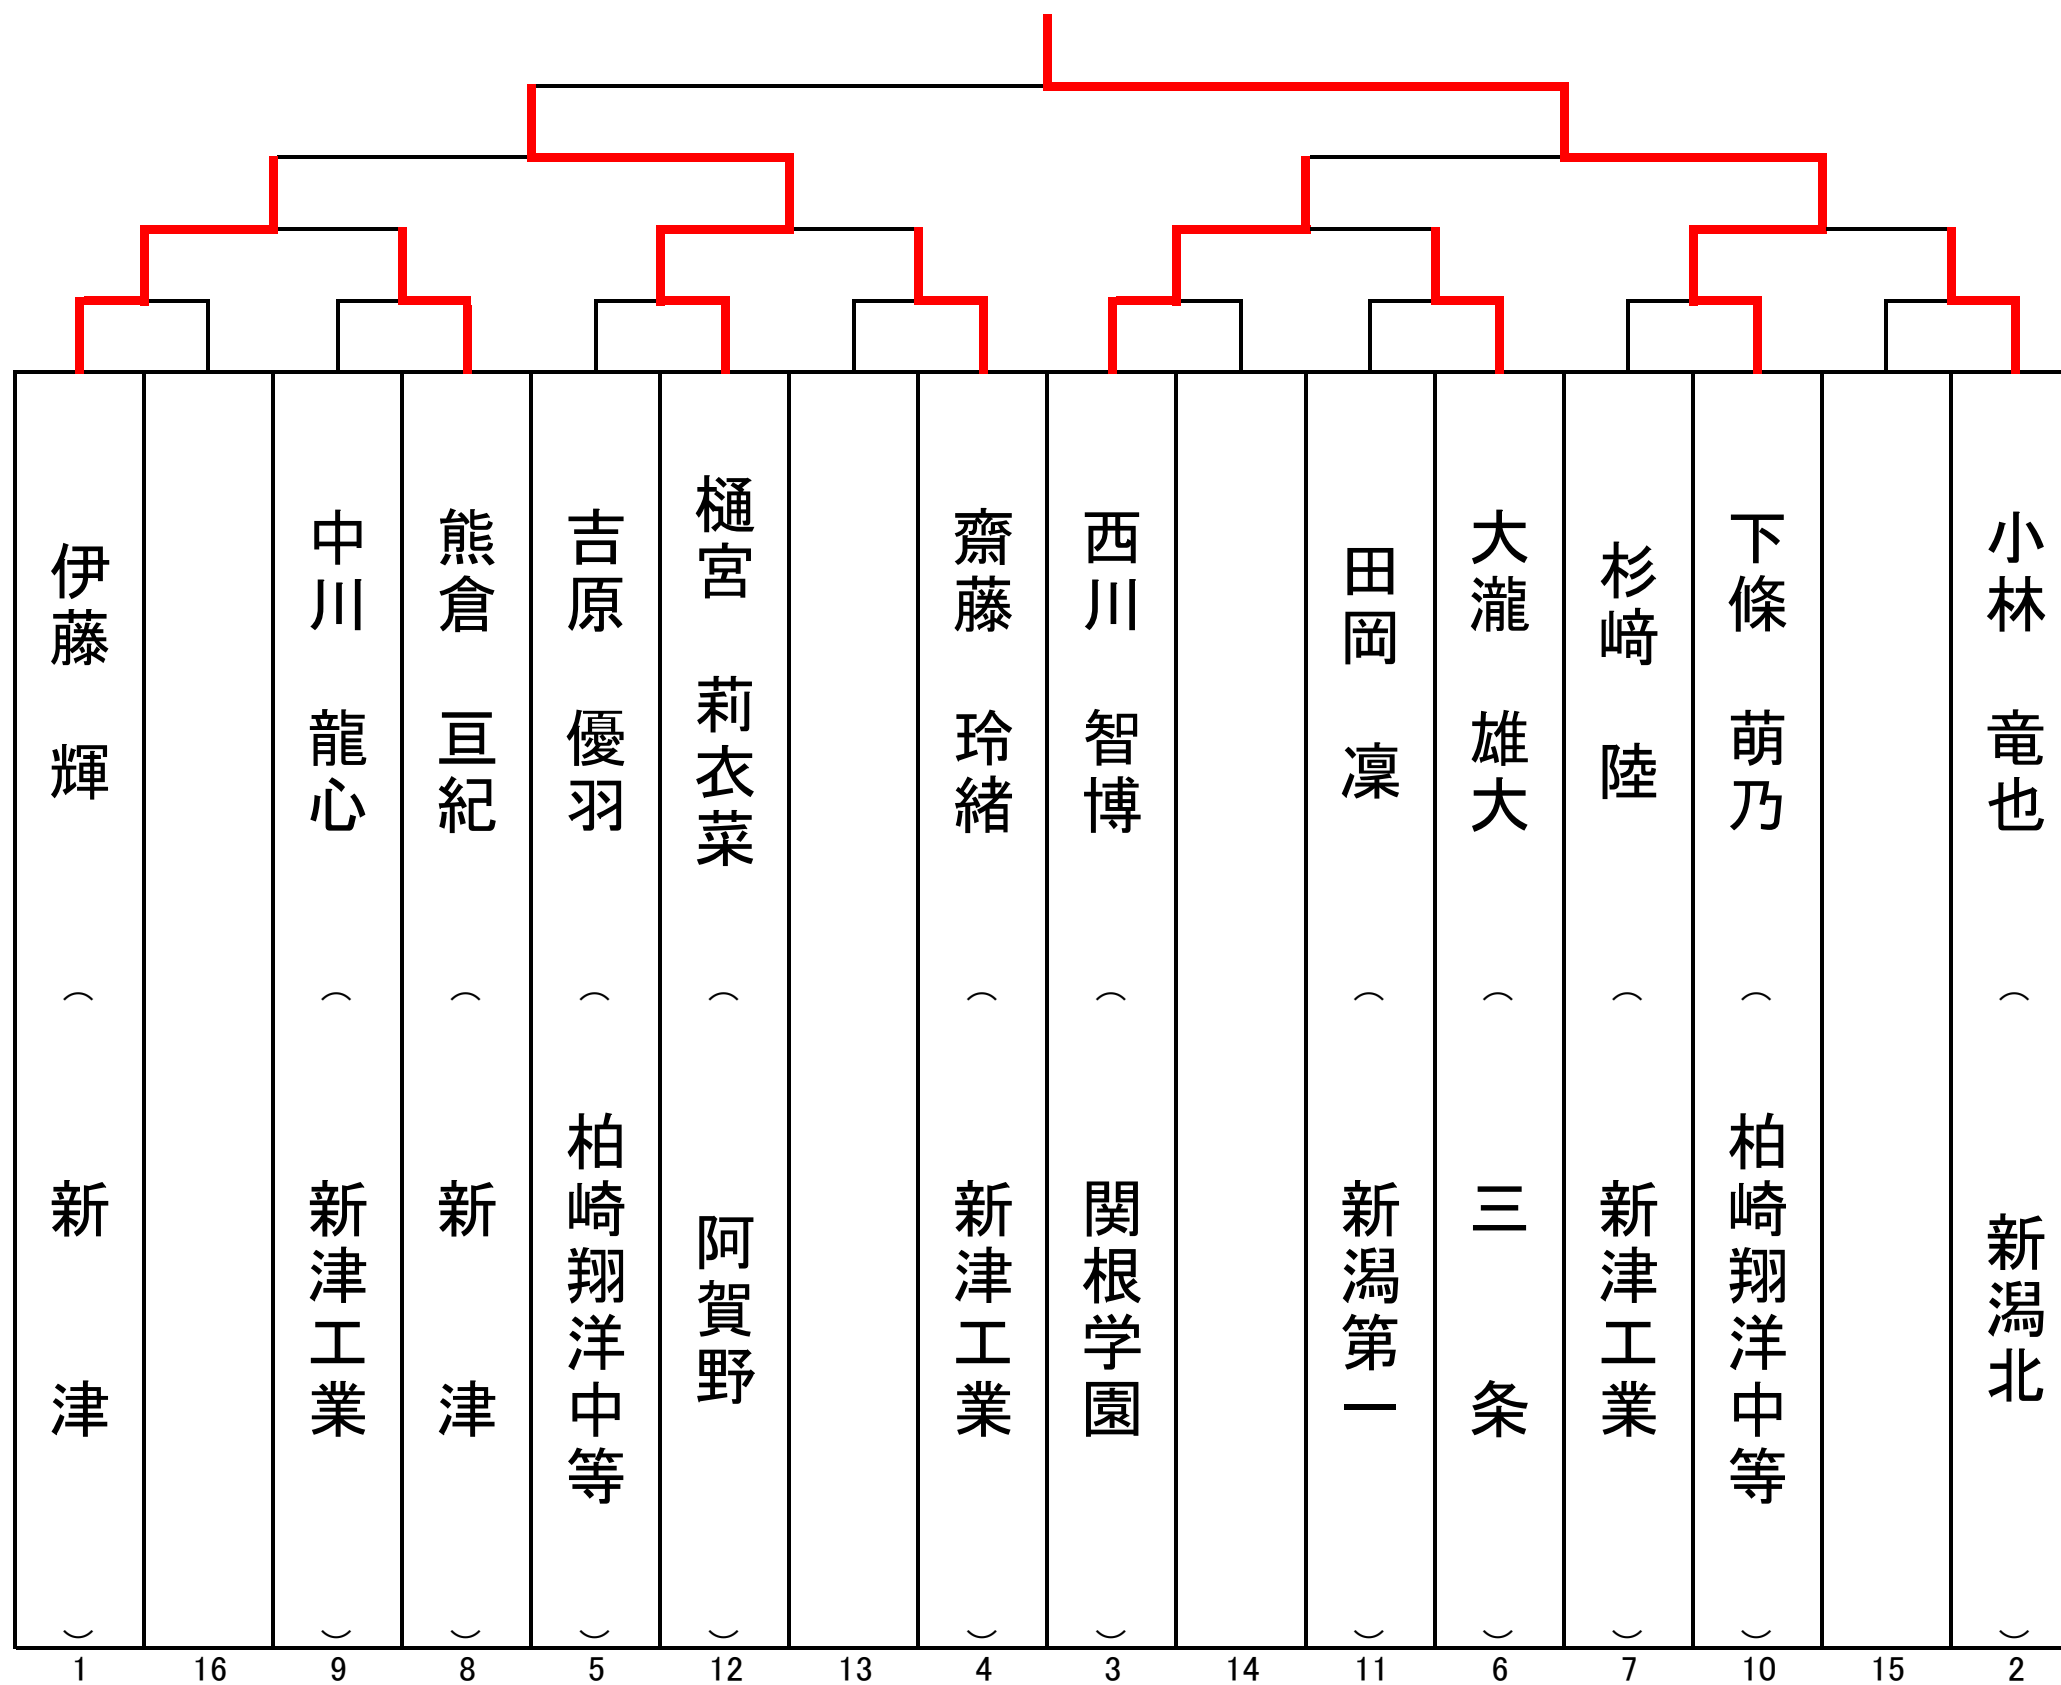 伊藤 輝 （新津） 1
16
中川 龍心 （新津工業） 9
熊倉 亘紀 （新津） 8
吉原 優羽 （柏崎翔洋中等） 5
樋宮 莉衣菜 （阿賀野） 12
13
齋藤 玲緒 （新津工業） 4
西川 智博 （関根学園） 3
14
田岡 凜 （新潟第一） 11
大瀧 雄大 （三条） 6
杉﨑 陸 （新津工業） 7
下條 萌乃 （柏崎翔洋中等） 10
15
小林 竜也 （新潟北） 2